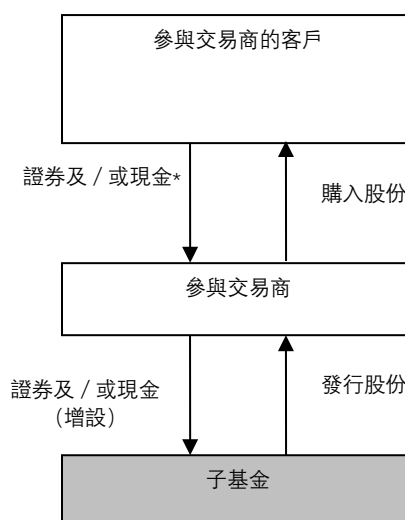 參與交易商的客戶
證券及 / 或現金*
購入股份
參與交易商
證券及 / 或現金
（增設）
發行股份
子基金